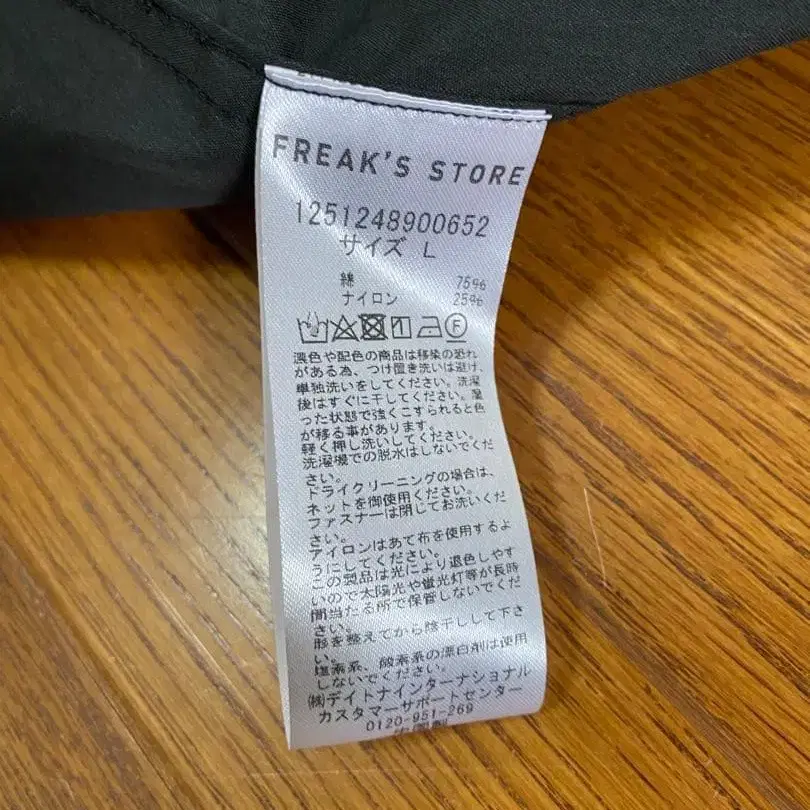 FREAK'S STORE
1251248900652
サイズ L
綿 75%
ナイロン 25%
濃色や配色の商品は移染の恐れ
がある為、つけ置き洗いは避け、
単独洗いをしてください。洗濯
後はすぐに干してください。湿
った状態で強くこすられると色
が移る事があります。
軽く押し洗いしてください。
洗濯機での脱水はしないでくだ
さい。
ドライクリーニングの場合は、
ネットを御使用ください。
ファスナーは閉じてお洗いくだ
さい。
アイロンはあて布を使用するよ
うにしてください。
この製品は光により退色しやす
いので太陽光や蛍光灯等が長時
間当たる所で保管しないでくだ
さい。
形を整えてから陰干しして下さ
い。
塩素系、酸素系の漂白剤は使用
しないでください。
㈱デイトナインターナショナル
カスタマーサポートセンター
0120-951-269
中国製